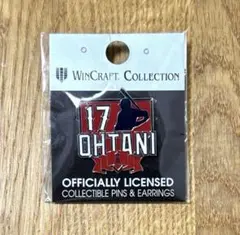 WINCRAFT. COLLECTION
17
OHTANI
OFFICIALLY LICENSED
COLLECTIBLE PINS & EARRINGS